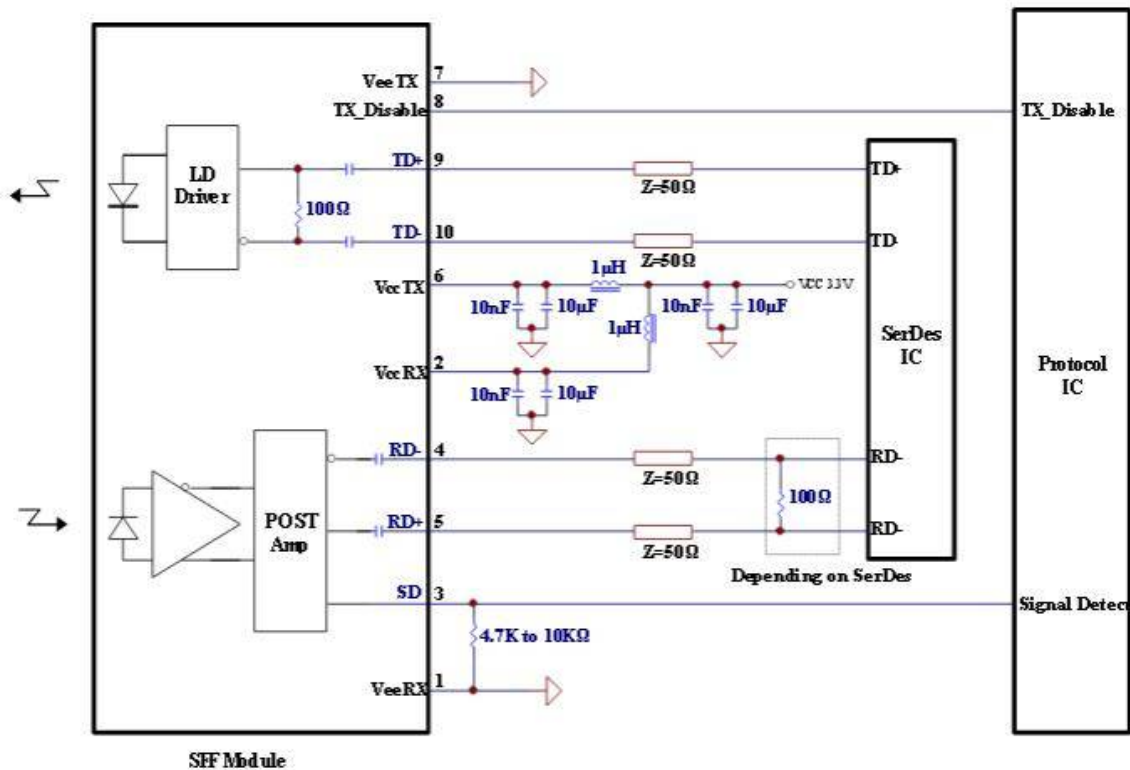 VeeTX
7
TX_Disable
8
TX_Disable
LD
Driver
TD+
9
Z=50Ω
TD+
100Ω
TD-
10
Z=50Ω
TD-
VccTX
6
1μH
VCC 3.3V
10nF
10μF
10nF
10μF
1μH
SerDes
IC
Protocol
IC
VccRX
2
10nF
10μF
RD-
4
Z=50Ω
RD-
100Ω
POST
Amp
RD+
5
Z=50Ω
RD-
Depending on SerDes
SD
3
Signal Detect
4.7K to 10KΩ
VeeRX
1
SFF Module